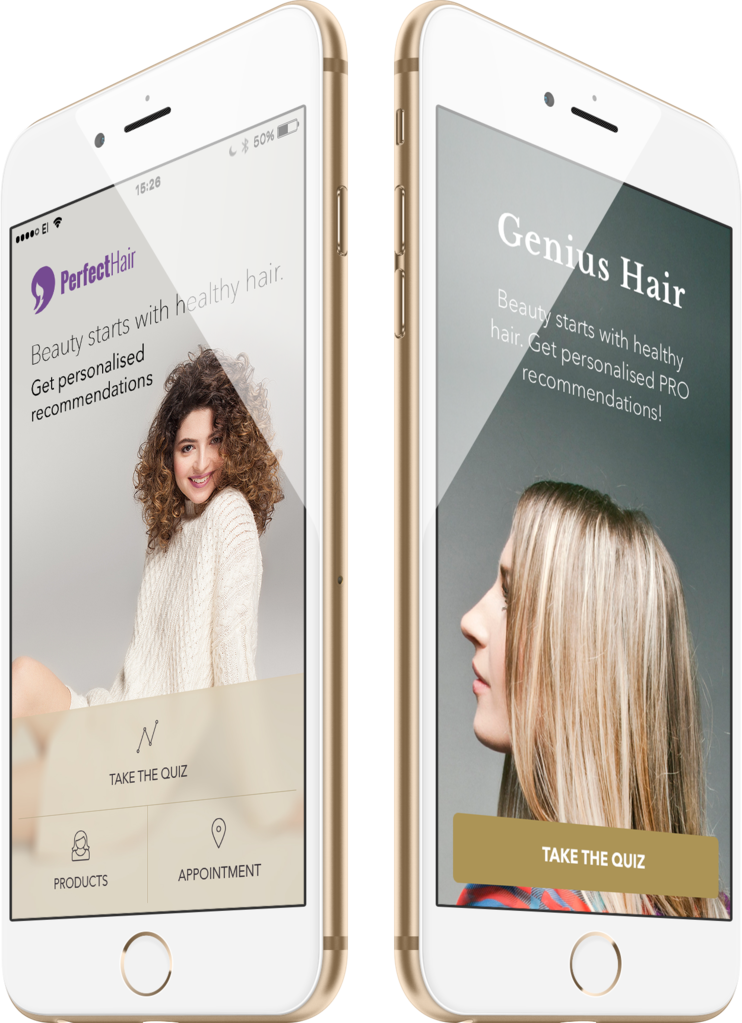 EI
15:26
50%
PerfectHair
Beauty starts with healthy hair.
Get personalised
recommendations
TAKE THE QUIZ
PRODUCTS
APPOINTMENT
Genius Hair
Beauty starts with healthy
hair. Get personalised PRO
recommendations!
TAKE THE QUIZ